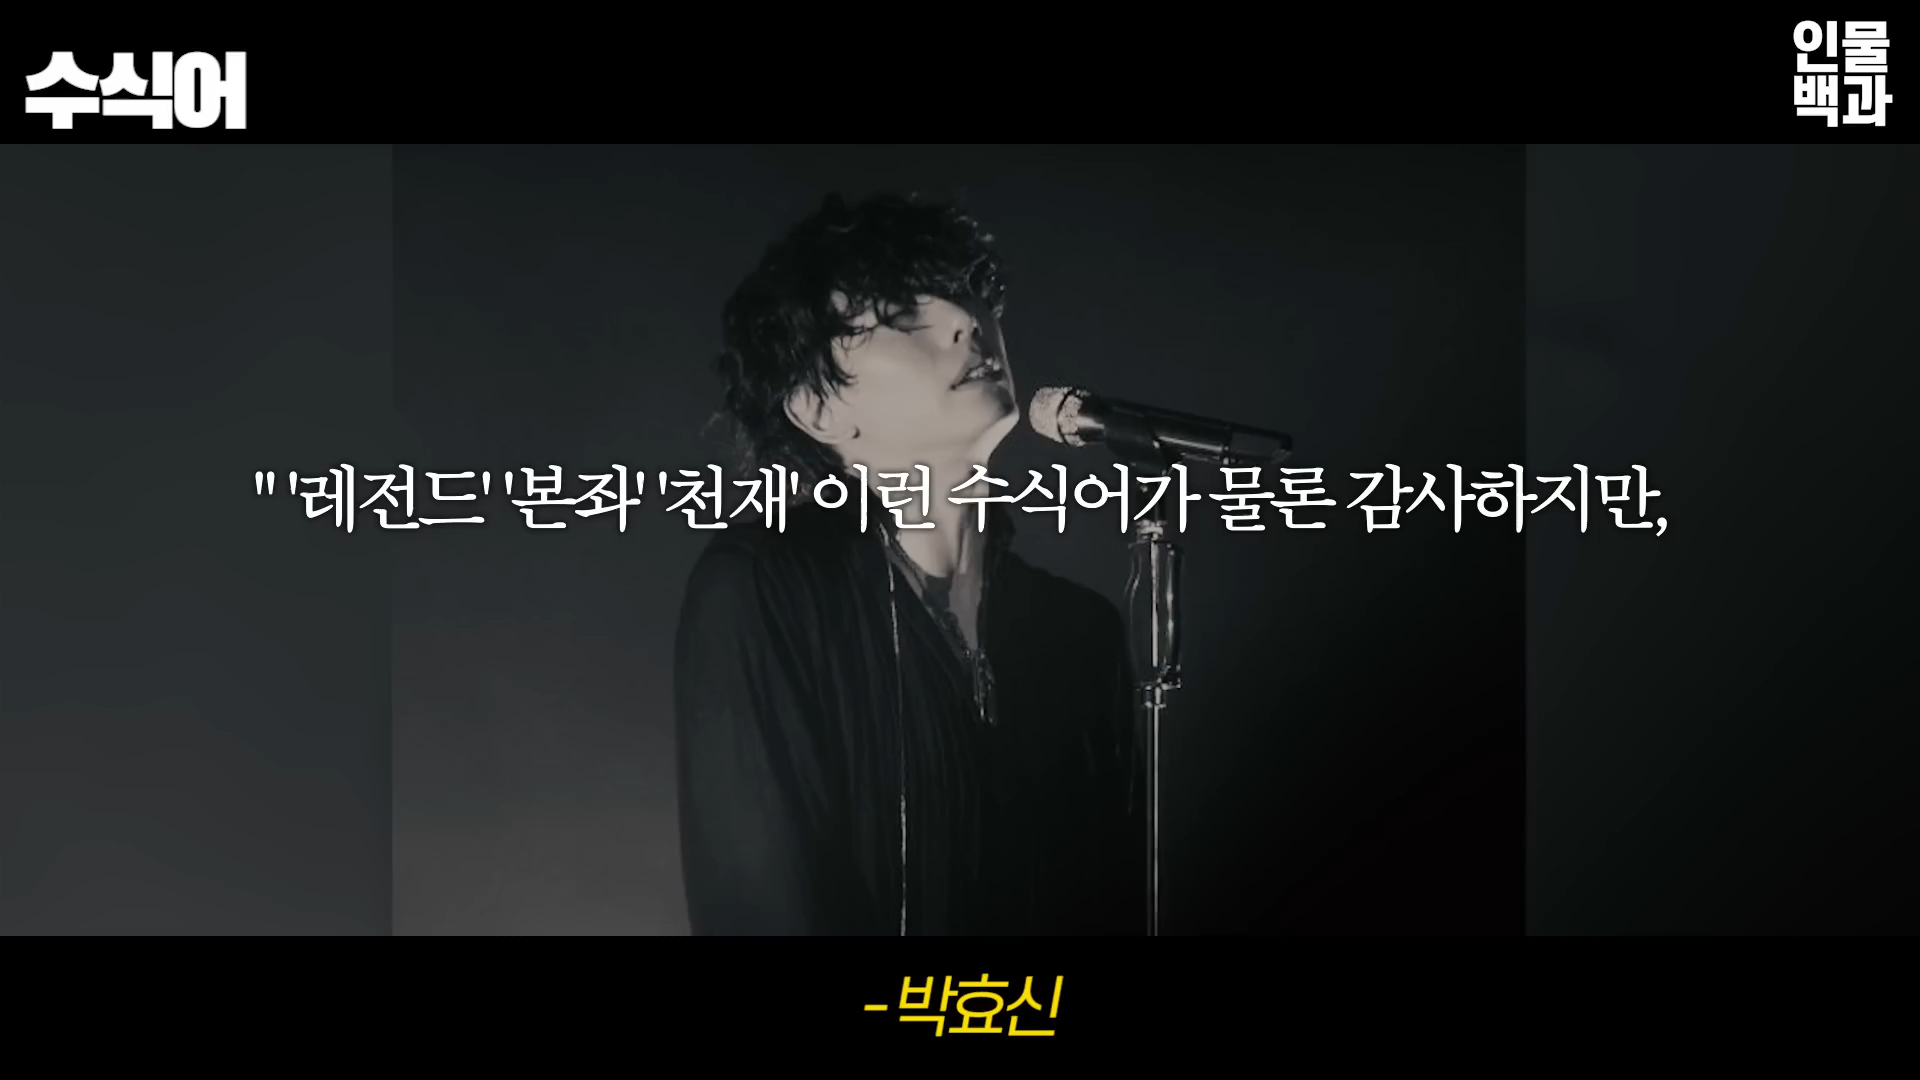 수식어
인물
백과
" '레전드' '본좌' '천재' 이런 수식어가 물론 감사하지만,
- 박효신